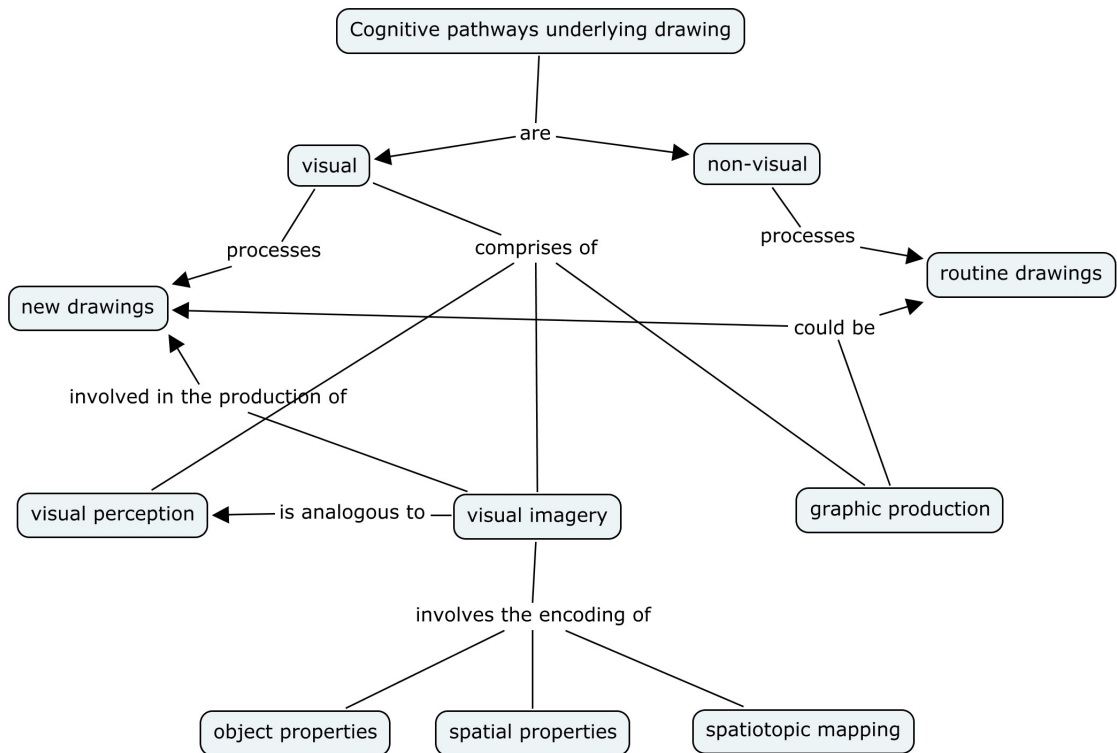 Cognitive pathways underlying drawing
are
visual
non-visual
processes
comprises of
processes
new drawings
routine drawings
could be
involved in the production of
visual perception
is analogous to
visual imagery
graphic production
involves the encoding of
object properties
spatial properties
spatiotopic mapping